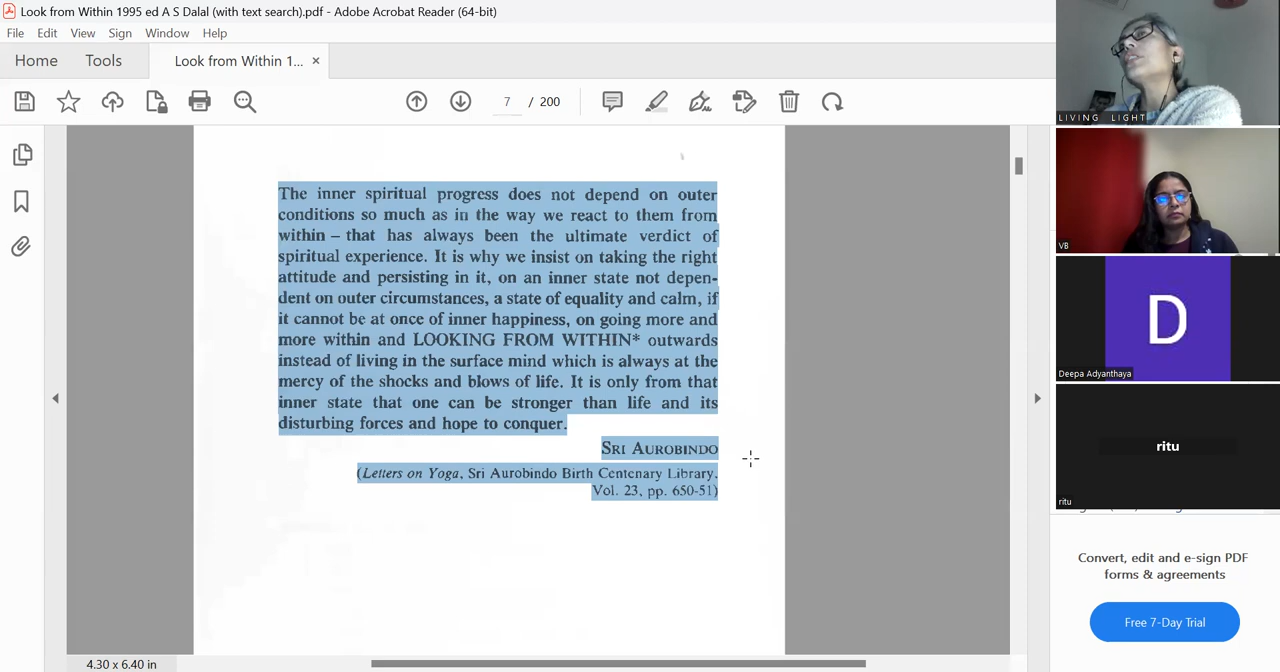 Look from Within 1995 ed A S Dalal (with text search).pdf - Adobe Acrobat Reader (64-bit)
File Edit View Sign Window Help
Home Tools Look from Within 1... ×
7 / 200
The inner spiritual progress does not depend on outer
conditions so much as in the way we react to them from
within – that has always been the ultimate verdict of
spiritual experience. It is why we insist on taking the right
attitude and persisting in it, on an inner state not depen-
dent on outer circumstances, a state of equality and calm, if
it cannot be at once of inner happiness, on going more and
more within and LOOKING FROM WITHIN* outwards
instead of living in the surface mind which is always at the
mercy of the shocks and blows of life. It is only from that
inner state that one can be stronger than life and its
disturbing forces and hope to conquer.
SRI AUROBINDO
(Letters on Yoga, Sri Aurobindo Birth Centenary Library.
Vol. 23, pp. 650-51)
4.30 x 6.40 in
LIVING LIGHT
VB
D
Deepa Adyanthaya
ritu
ritu
Convert, edit and e-sign PDF
forms & agreements
Free 7-Day Trial